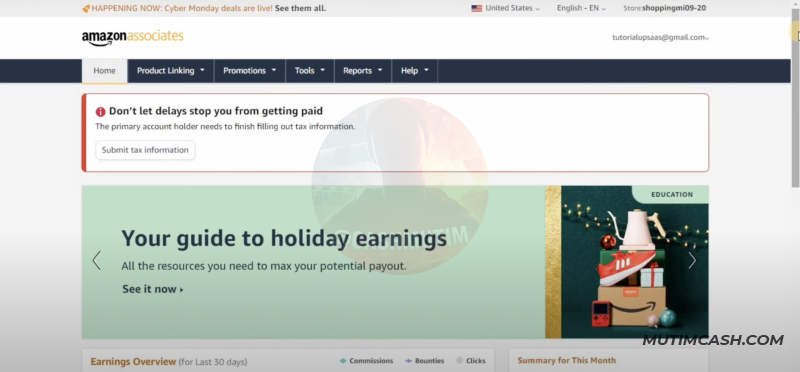 HAPPENING NOW: Cyber Monday deals are live! See them all.
United States
English - EN
Store:shoppingmi09-20
amazonassociates
tutorialupsaas@gmail.com
Home
Product Linking
Promotions
Tools
Reports
Help
Don't let delays stop you from getting paid
The primary account holder needs to finish filling out tax information.
Submit tax information
EDUCATION
Your guide to holiday earnings
All the resources you need to max your potential payout.
See it now
MUTIMCASH.COM
Earnings Overview (for Last 30 days)
Commissions
Bounties
Clicks
Summary for This Month